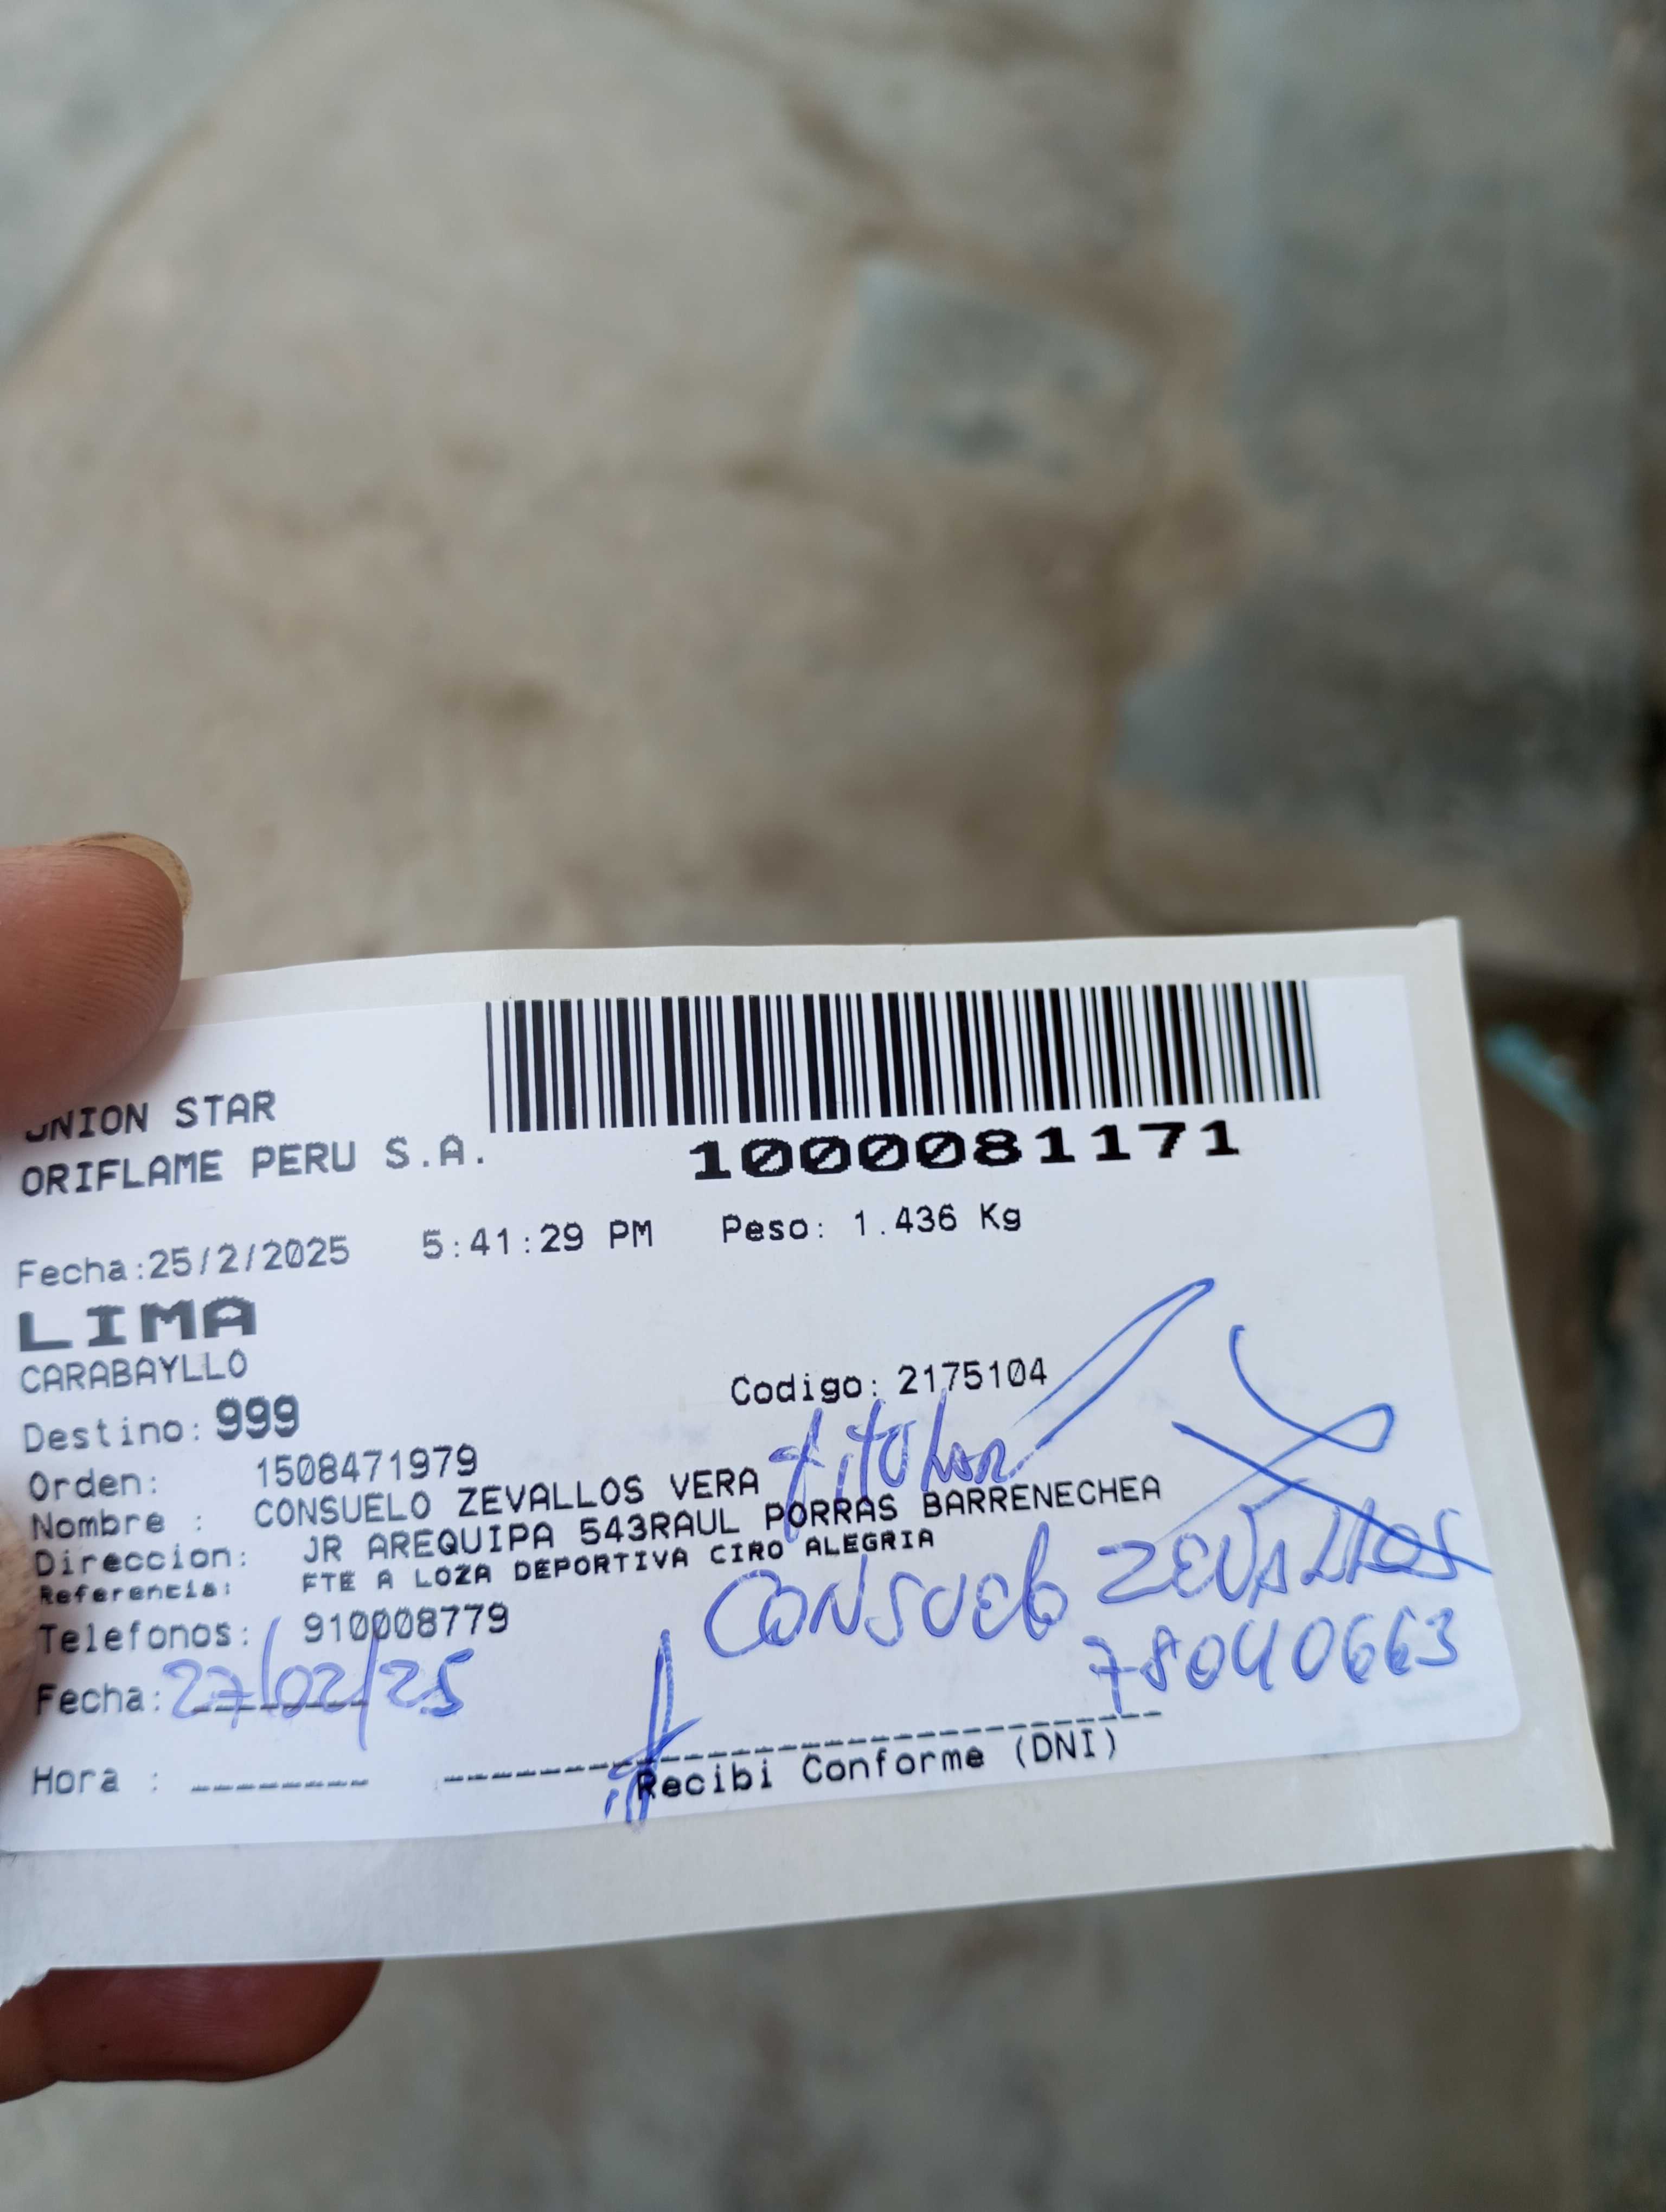 UNION STAR
ORIFLAME PERU S.A.
1000081171
Fecha:25/2/2025 5:41:29 PM Peso: 1.436 Kg
LIMA
CARABAYLLO
Codigo: 2175104
Destino: 999
Orden: 1508471979
titular
Nombre : CONSUELO ZEVALLOS VERA
Direccion: JR AREQUIPA 543RAUL PORRAS BARRENECHEA
Referencia: FTE A LOZA DEPORTIVA CIRO ALEGRIA
CONSUElo ZEVALLOS
Telefonos: 910008779
78040663
Fecha: 27/02/25
Hora :
Recibi Conforme (DNI)